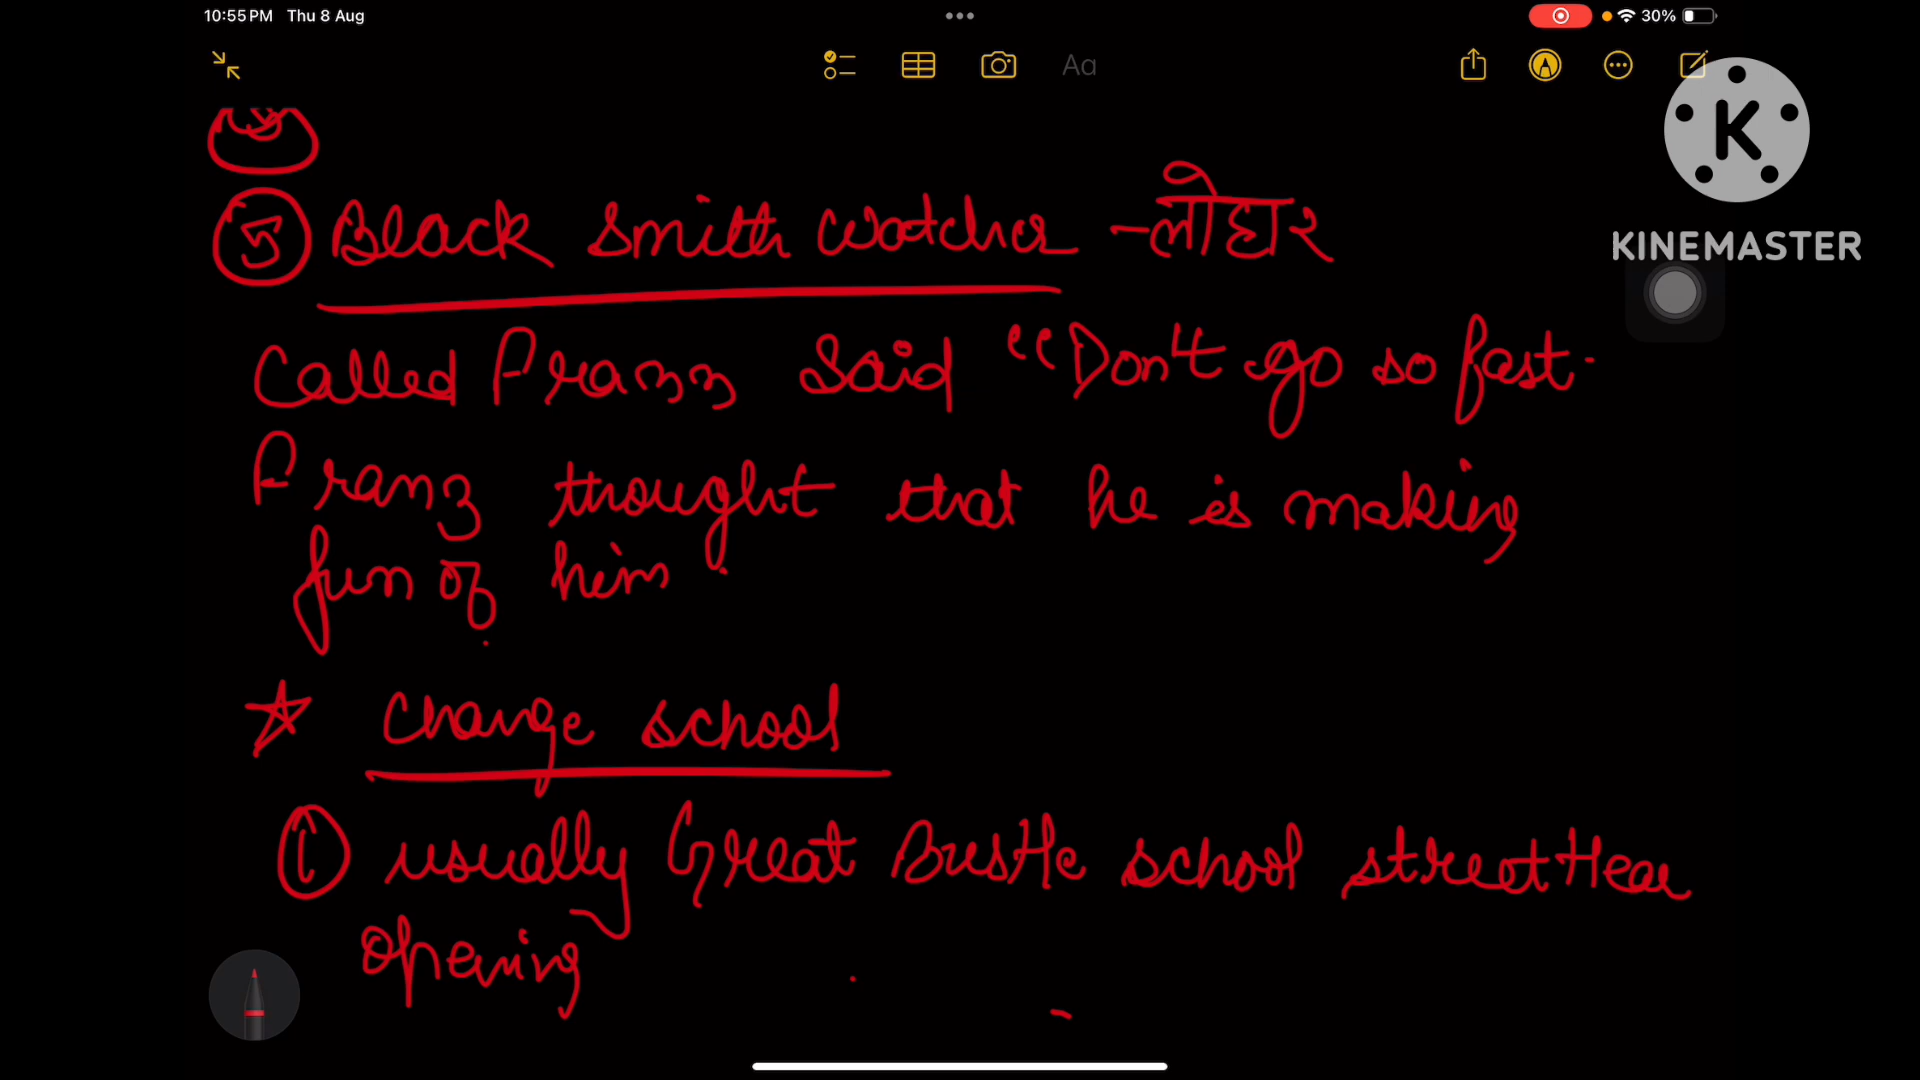 10:55 PM Thu 8 Aug
30%
Aa
K
KINEMASTER
5 Black Smith Watcher - लौहार
Called Franz Said "Don't go so fast.
Franz thought that he is making
fun of him.
Change school
1 usually Great Bustle school street Hear
opening